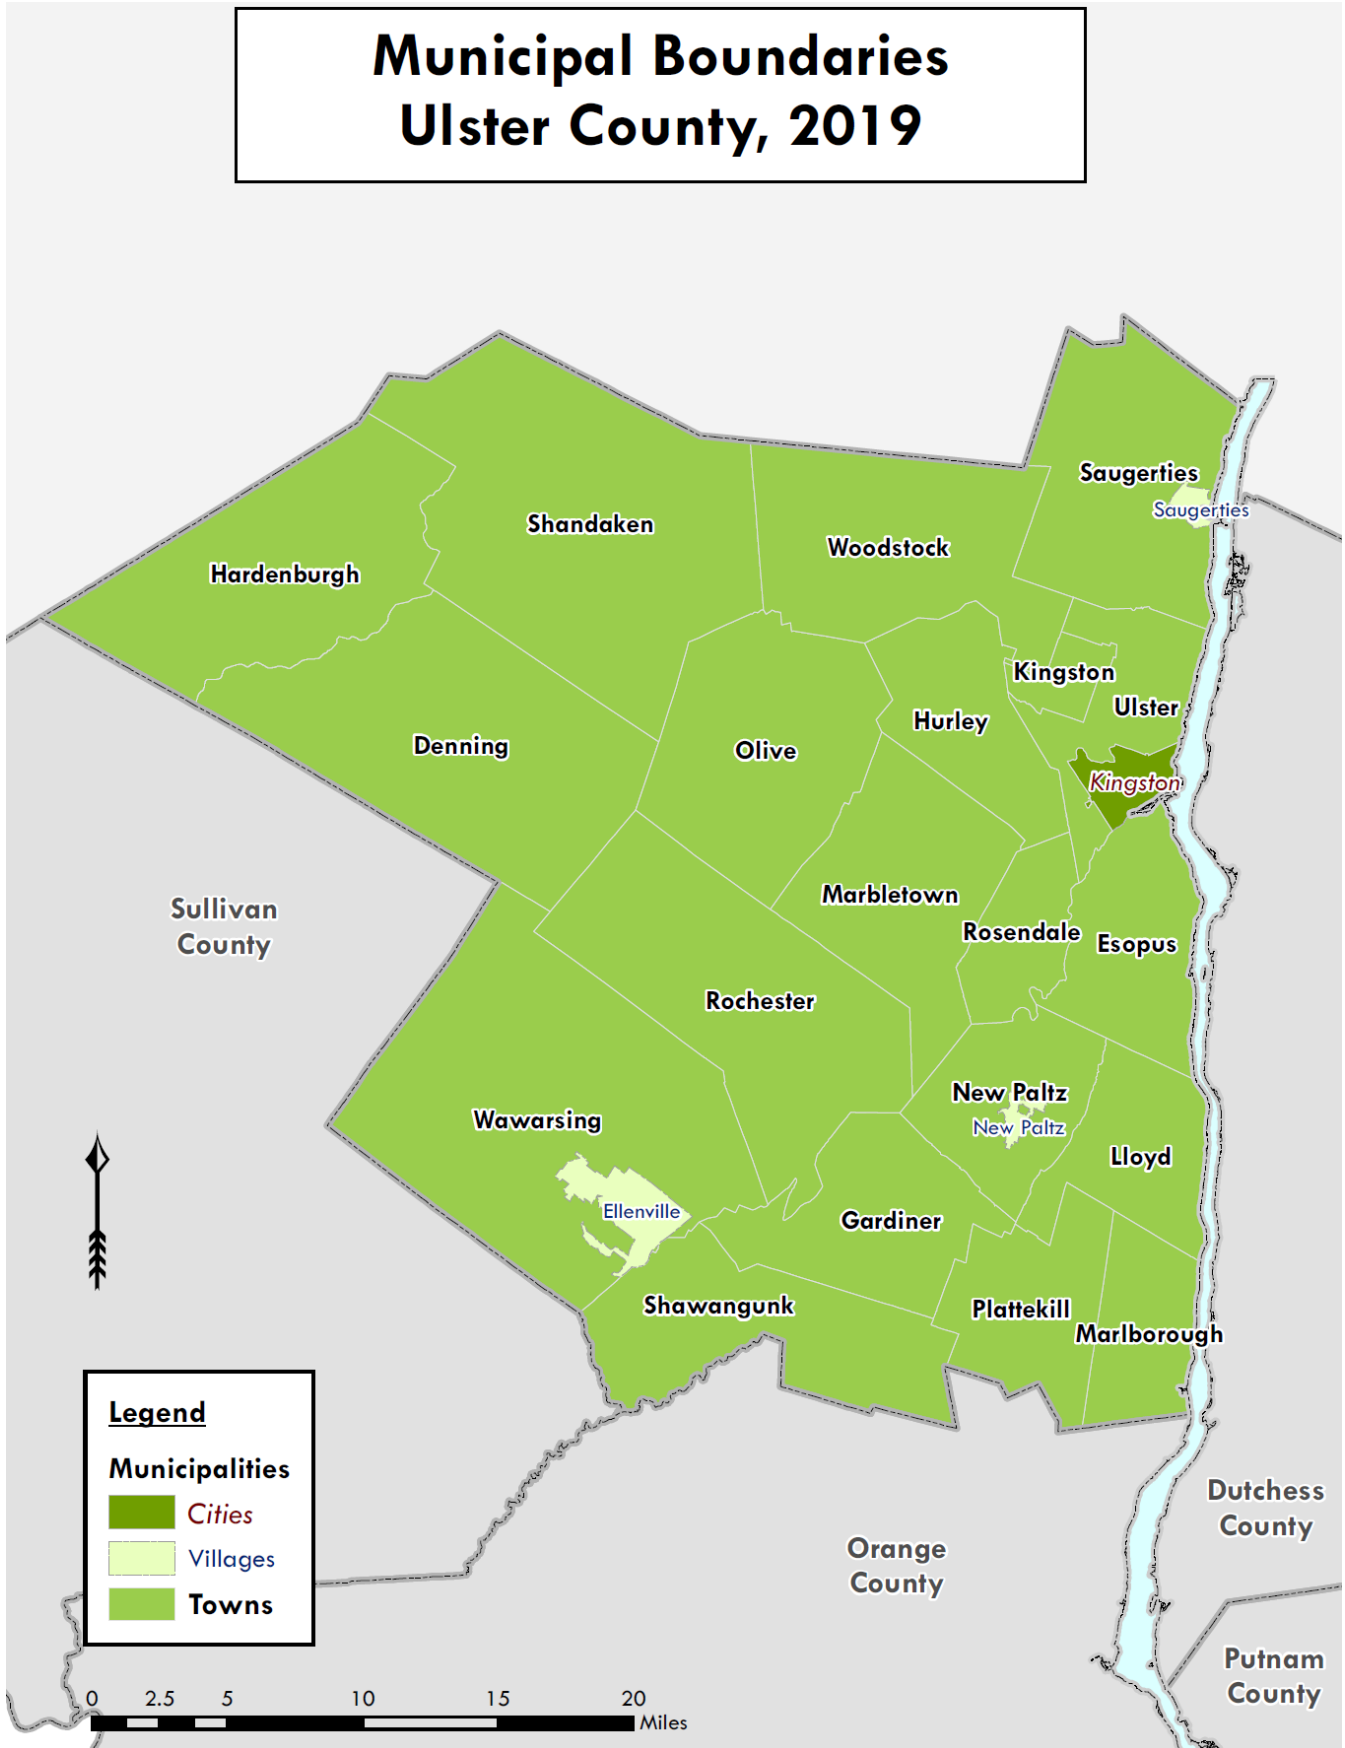 Municipal Boundaries
Ulster County, 2019
Saugerties
Saugerties
Shandaken
Woodstock
Hardenburgh
Kingston
Ulster
Hurley
Denning
Olive
Kingston
Marbletown
Sullivan
County
Rosendale
Esopus
Rochester
New Paltz
New Paltz
Wawarsing
Lloyd
Ellenville
Gardiner
Shawangunk
Plattekill
Marlborough
Legend
Municipalities
Cities
Villages
Towns
Dutchess
County
Orange
County
Putnam
County
0 2.5 5 10 15 20
Miles